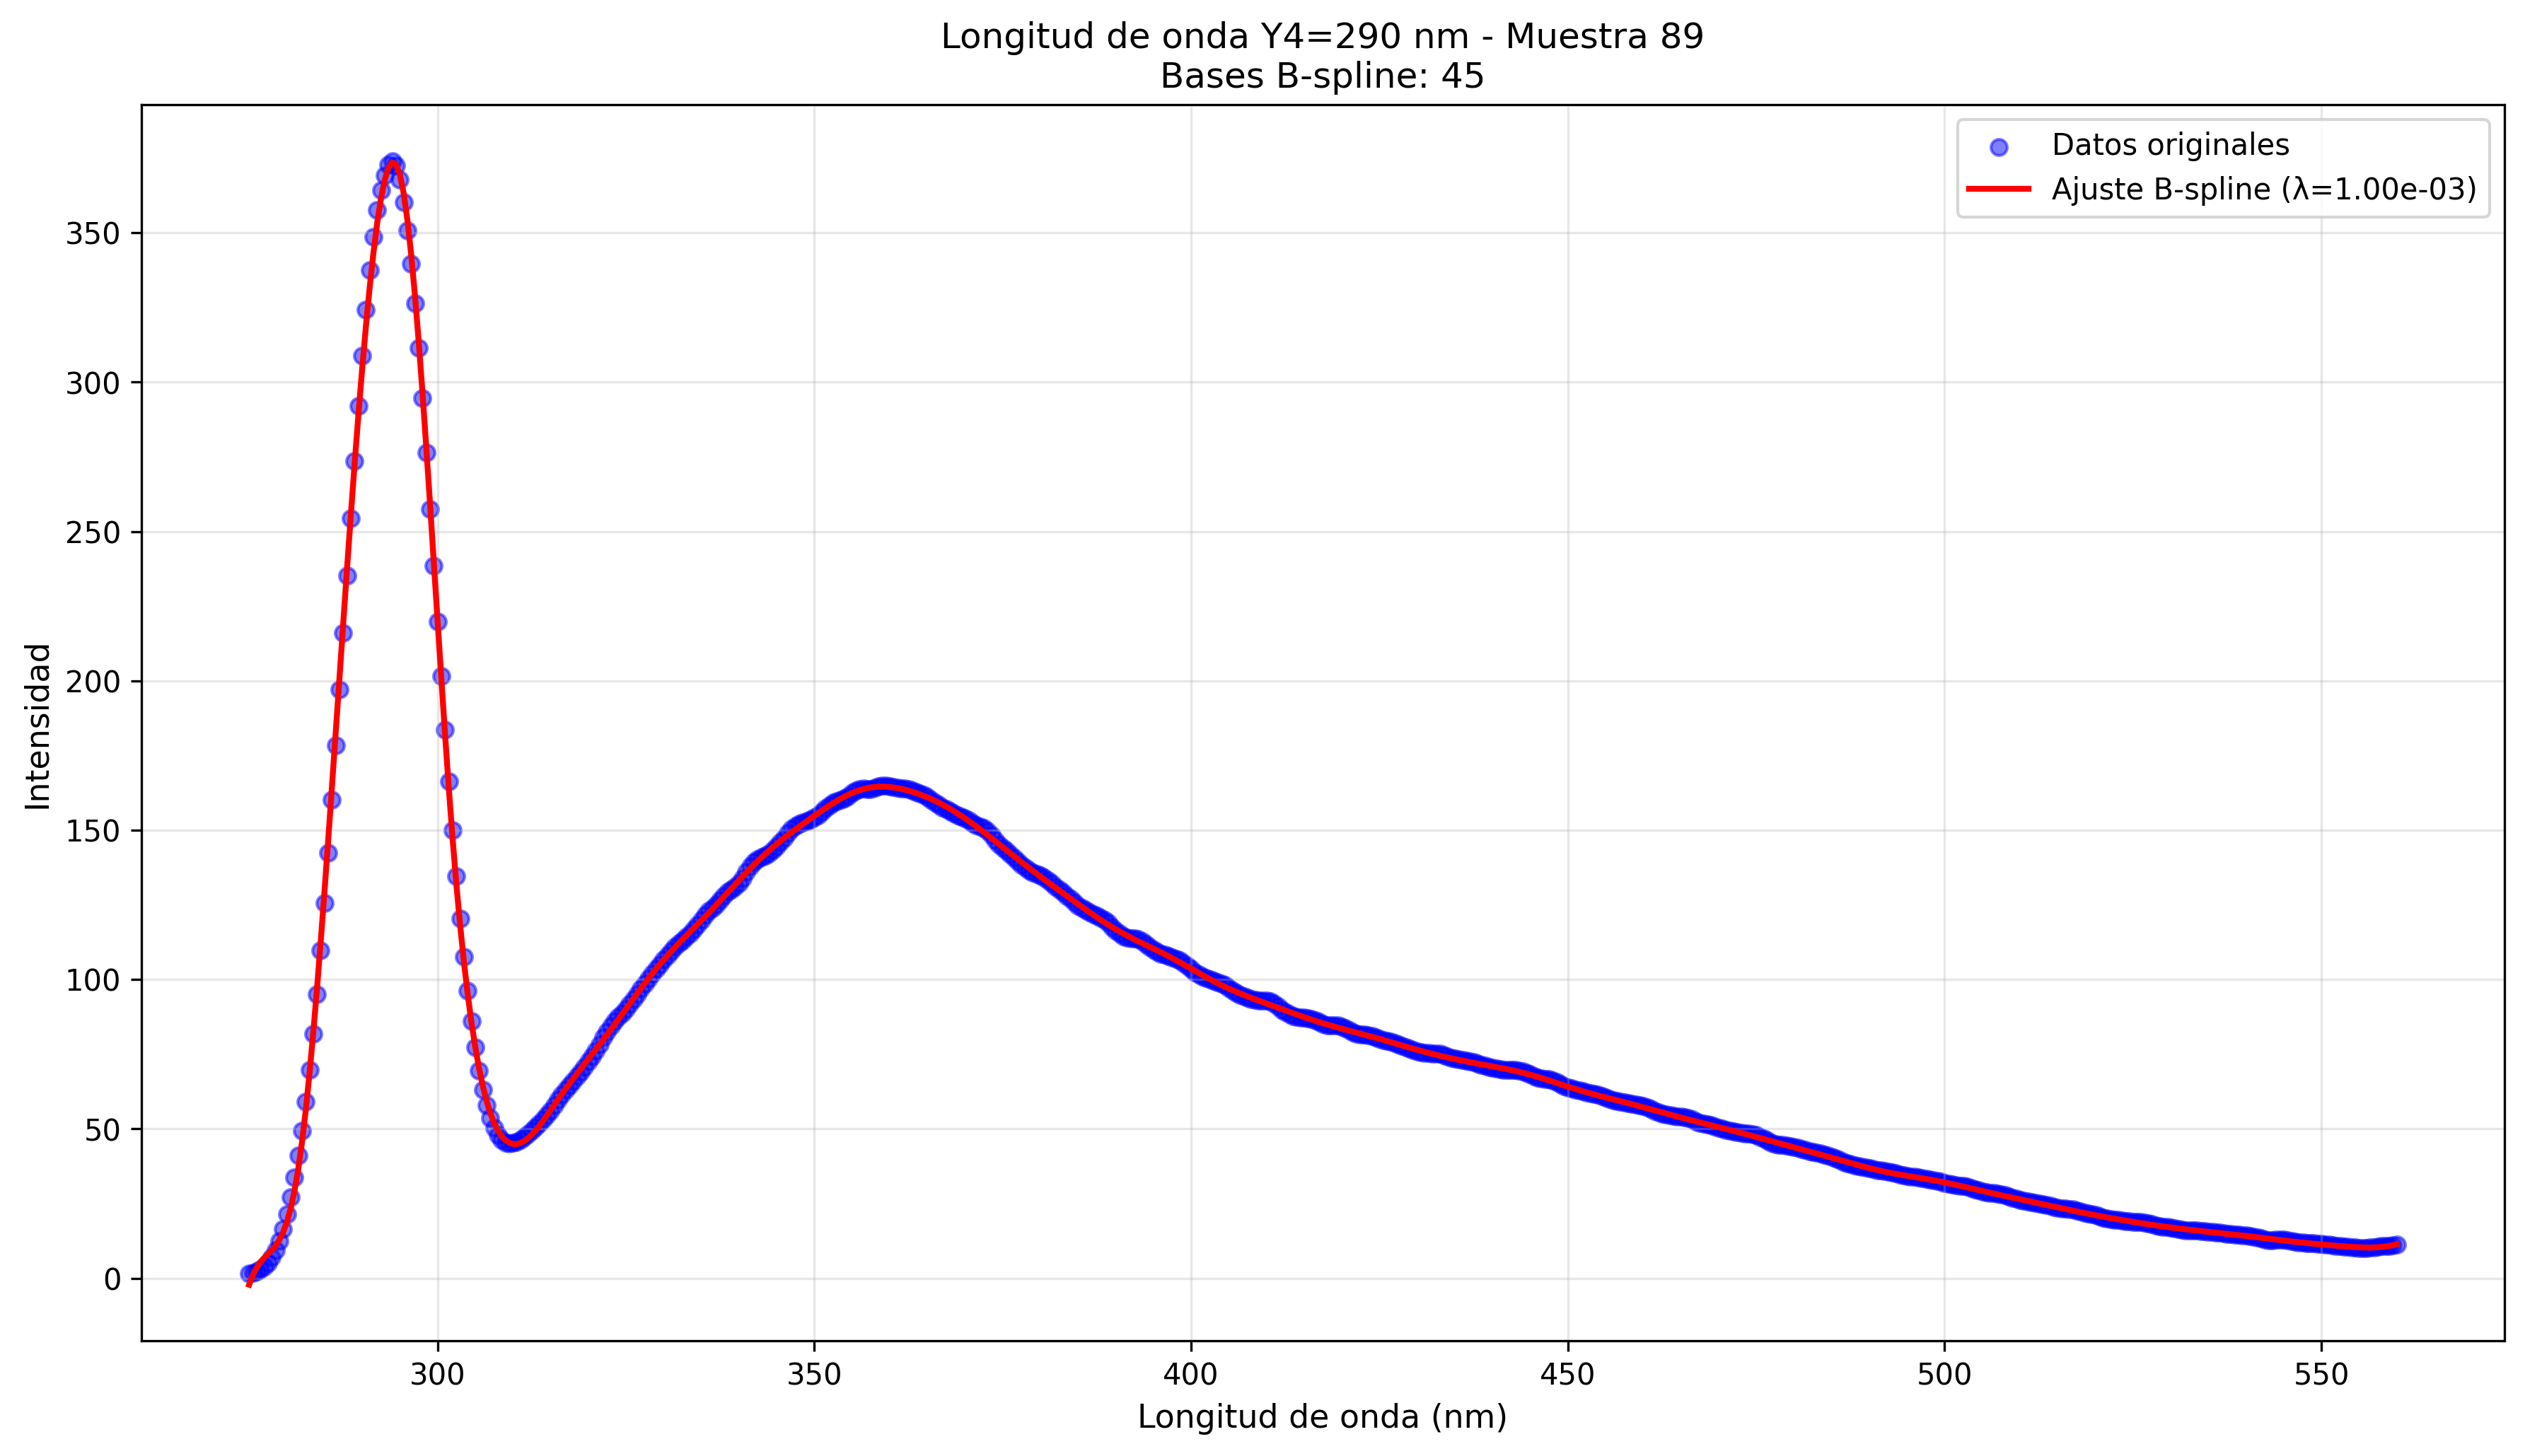 Longitud de onda Y4=290 nm - Muestra 89
Bases B-spline: 45
Datos originales
Ajuste B-spline (λ=1.00e-03)
Intensidad
350
300
250
200
150
100
50
0
300 350 400 450 500 550
Longitud de onda (nm)